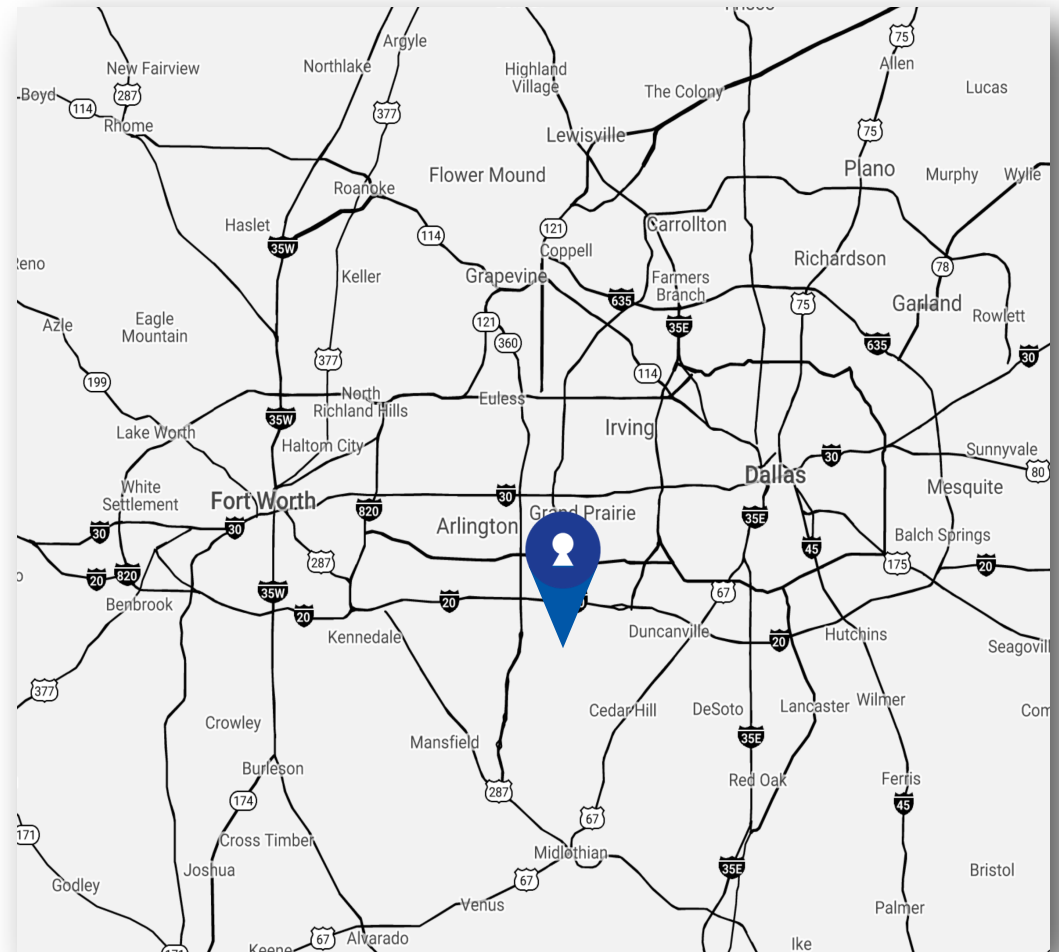 Argyle
75
New Fairview
Northlake
Highland
Village
Allen
Boyd
114
287
377
The Colony
Lucas
Rhome
Lewisville
75
Roanoke
Flower Mound
Plano
Murphy
Wylie
Haslet
35W
114
121
Coppell
Carrollton
Richardson
78
Keller
Grapevine
635
Farmers
Branch
75
Garland
Rowlett
Azle
Eagle
Mountain
121
360
35E
635
30
377
199
114
North
Richland Hills
Euless
35W
Lake Worth
Haltom City
Irving
30
Sunnyvale
80
Dallas
Mesquite
White
Settlement
Fort Worth
820
30
Grand Prairie
35E
Arlington
30
30
45
Balch Springs
175
20
287
20
820
35W
Benbrook
20
20
67
Kennedale
Duncanville
20
Hutchins
377
Crowley
Cedar Hill
DeSoto
Lancaster
Wilmer
Mansfield
35E
Burleson
Red Oak
Ferris
174
287
45
171
67
Cross Timber
Midlothian
35E
Joshua
Godley
67
Bristol
Venus
Palmer
67
Alvarado
Keene
Ike